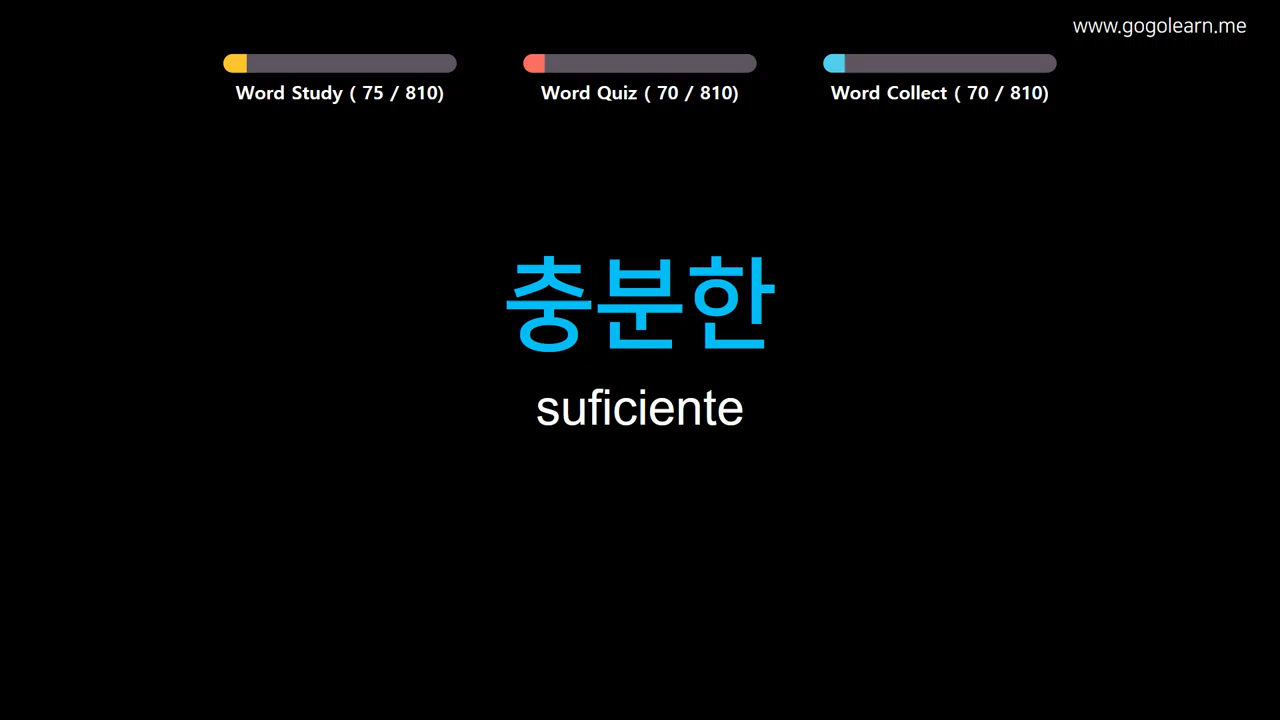 www.gogolearn.me
Word Study ( 75 / 810)
Word Quiz ( 70 / 810)
Word Collect ( 70 / 810)
충분한
suficiente